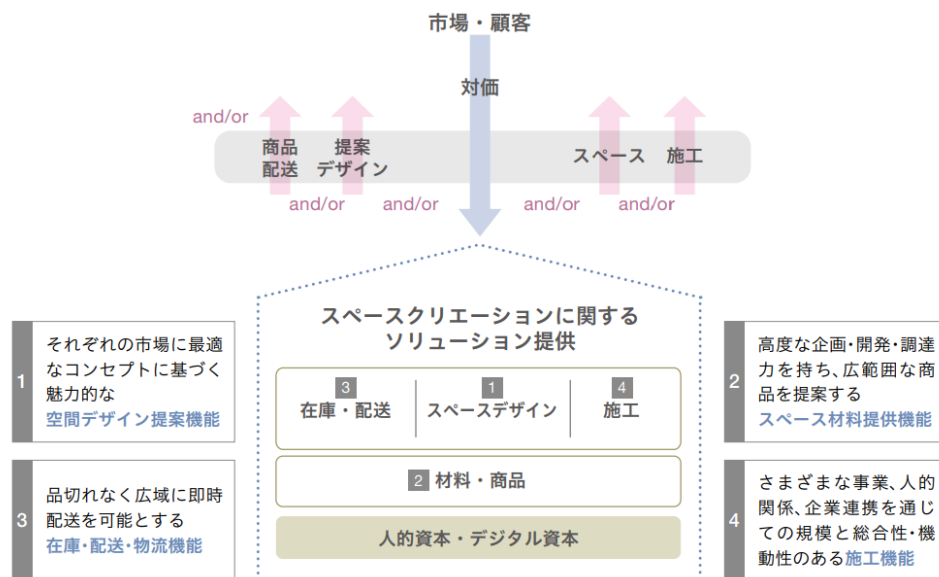 市場・顧客
対価
and/or
商品
配送
提案
デザイン
スペース
施工
and/or
and/or
and/or
and/or
スペースクリエーションに関する
ソリューション提供
1
それぞれの市場に最適
なコンセプトに基づく
魅力的な
空間デザイン提案機能
3
品切れなく広域に即時
配送を可能とする
在庫・配送・物流機能
3
在庫・配送
1
スペースデザイン
4
施工
2 材料・商品
人的資本・デジタル資本
2
高度な企画・開発・調達
力を持ち、広範囲な商
品を提案する
スペース材料提供機能
4
さまざまな事業、人的
関係、企業連携を通じ
ての規模と総合性・機
動性のある施工機能